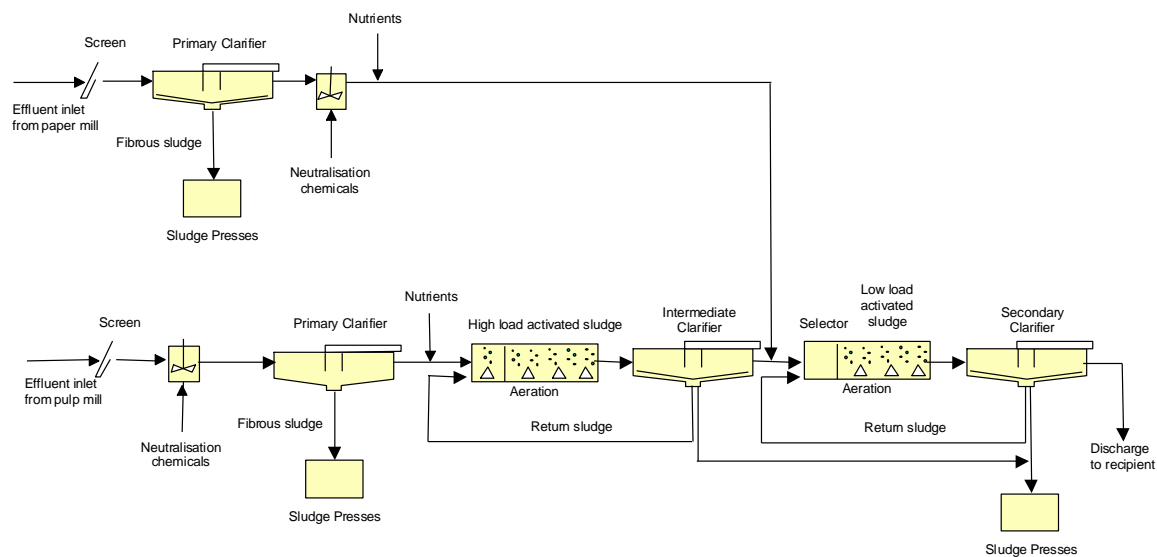 Nutrients
Screen
Primary Clarifier
Effluent inlet
from paper mill
Fibrous sludge
Neutralisation
chemicals
Sludge Presses
Low load
activated
sludge
Nutrients
Intermediate
Clarifier
Secondary
Clarifier
Screen
Primary Clarifier
High load activated sludge
Selector
Effluent inlet
from pulp mill
Aeration
Aeration
Fibrous sludge
Return sludge
Return sludge
Neutralisation
chemicals
Discharge
to recipient
Sludge Presses
Sludge Presses